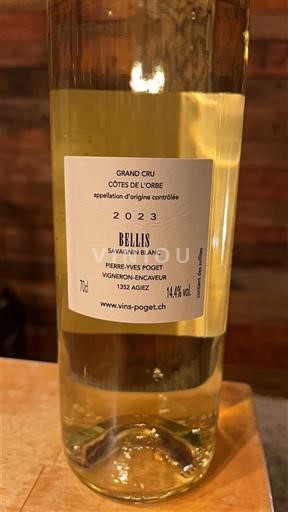 GRAND CRU
CÔTES DE L'ORBE
appellation d'origine contrôlée
2023
BELLIS
SAVAGNIN BLANC
VINIOU
PIERRE-YVES POGET
VIGNERON-ENCAVEUR
70cl 1352 AGIEZ 14.4% vol.
www.vins-poget.ch
contient des sulfites